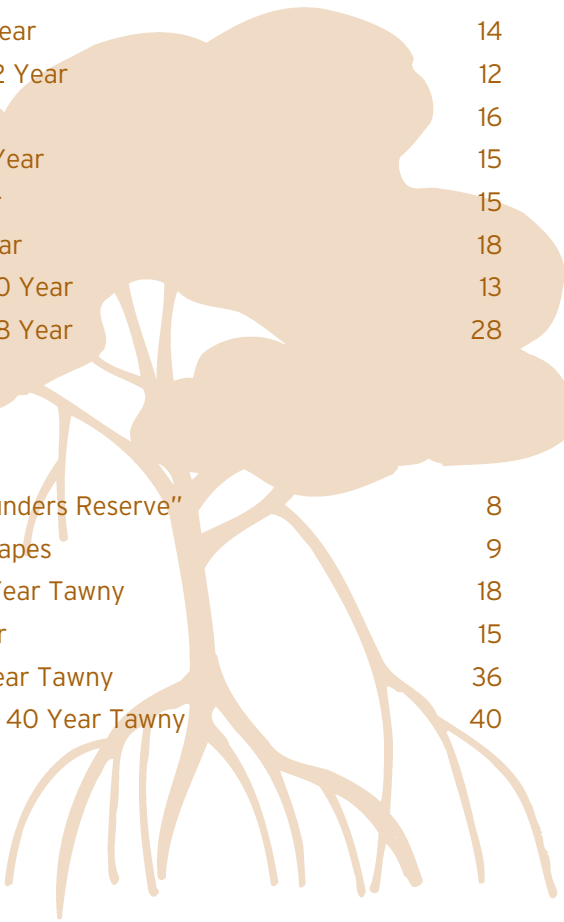 ear 14
2 Year 12
16
Year 15
r 15
ar 18
0 Year 13
8 Year 28
unders Reserve” 8
apes 9
Year Tawny 18
r 15
ear Tawny 36
40 Year Tawny 40